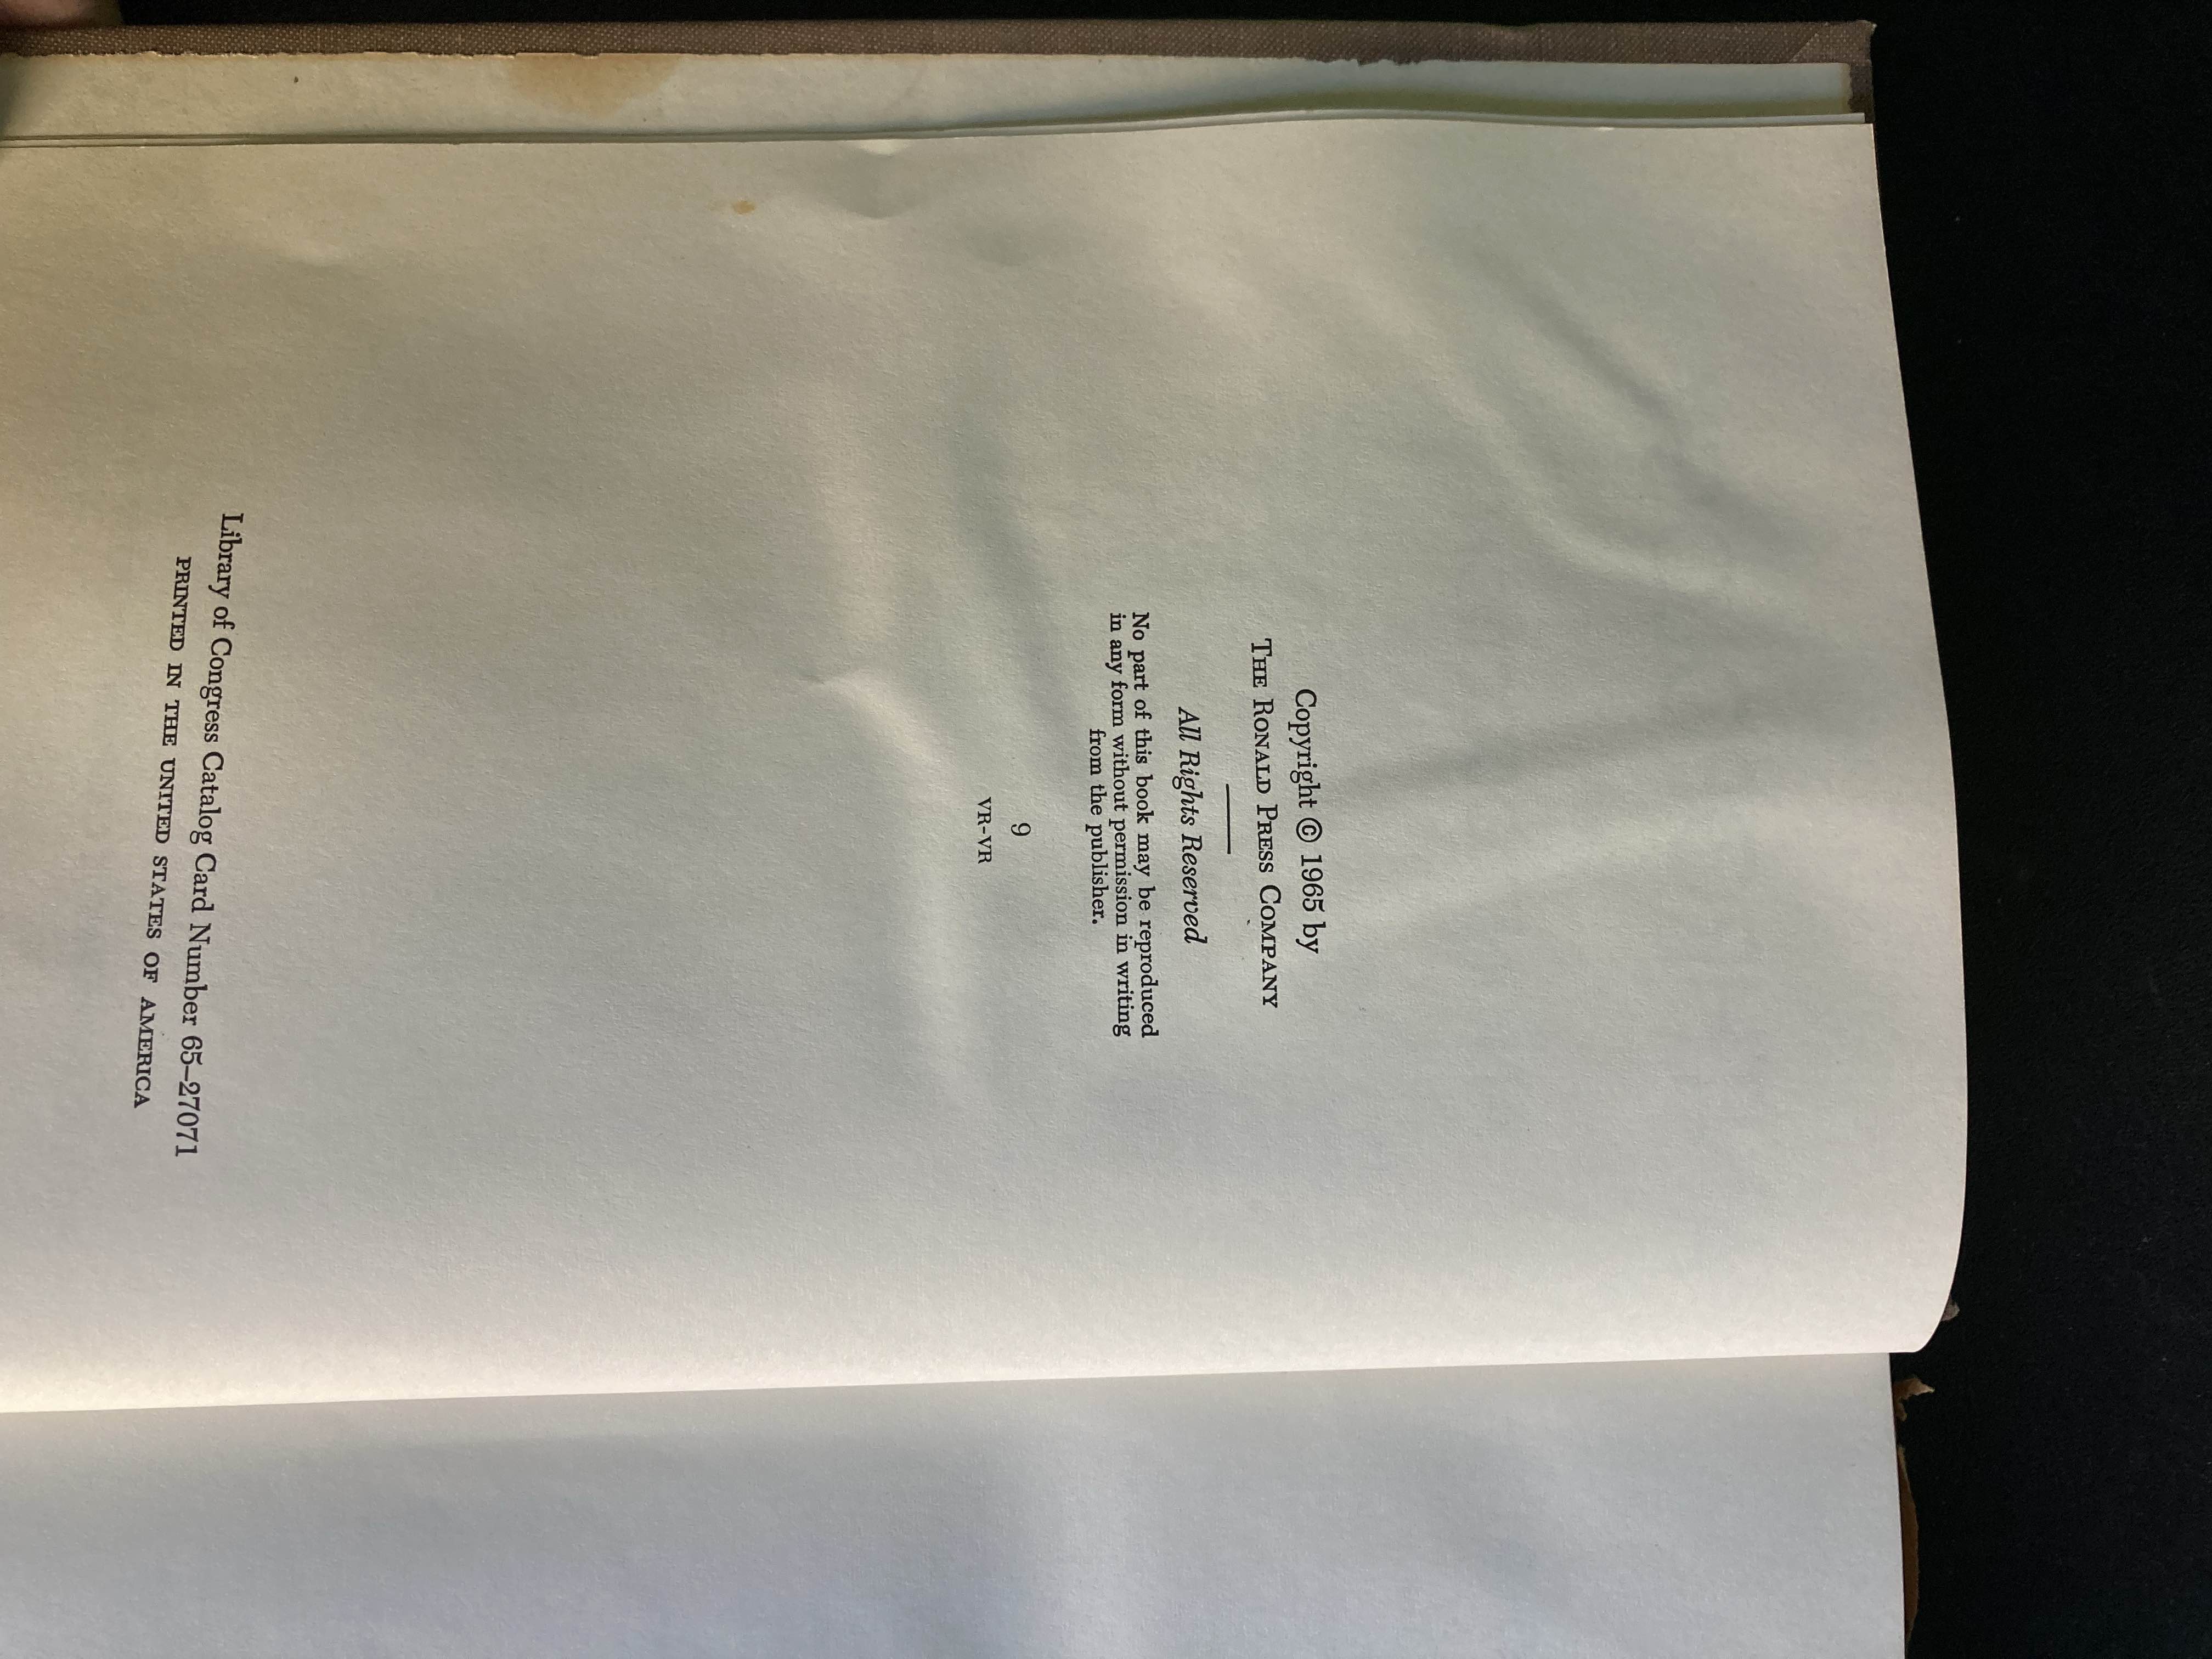 Copyright © 1965 by
THE RONALD PRESS COMPANY
All Rights Reserved
No part of this book may be reproduced
in any form without permission in writing
from the publisher.
9
VR-VR
Library of Congress Catalog Card Number 65–27071
PRINTED IN THE UNITED STATES OF AMERICA